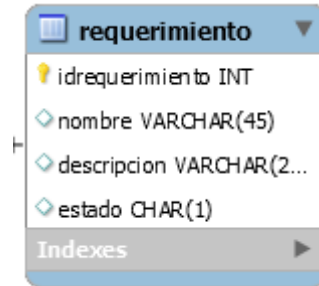 requerimiento
idrequerimiento INT
nombre VARCHAR(45)
descripcion VARCHAR(2...
estado CHAR(1)
Indexes